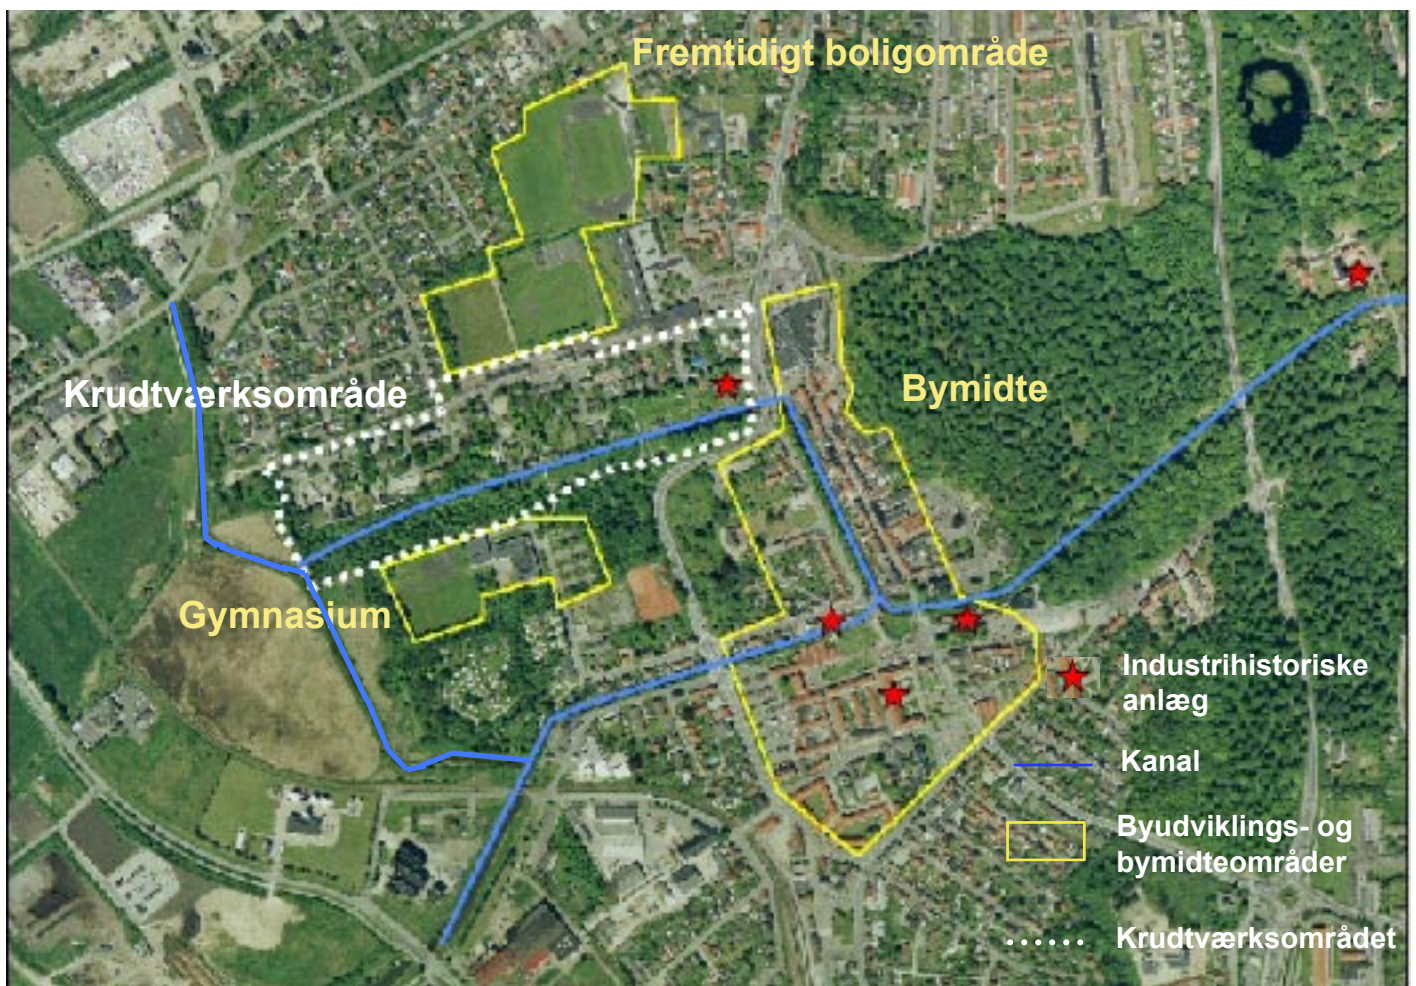 Fremtidigt boligområde
Krudtværksområde
Bymidte
Gymnasium
Industrihistoriske
anlæg
Kanal
Byudviklings- og
bymidteområder
Krudtværksområdet